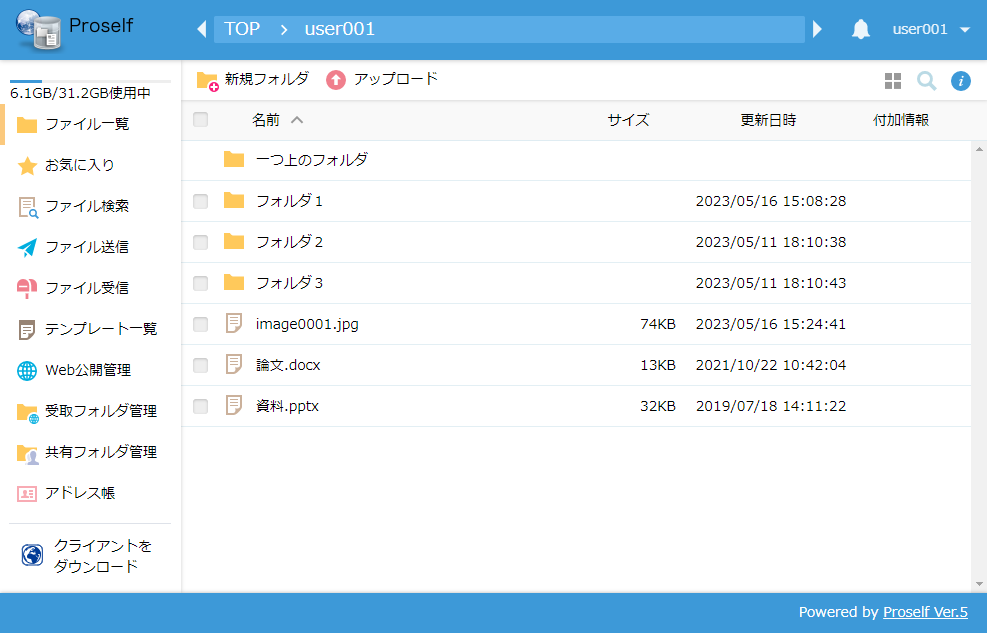 Proself
TOP > user001
user001
6.1GB/31.2GB使用中
ファイル一覧
お気に入り
ファイル検索
ファイル送信
ファイル受信
テンプレート一覧
Web公開管理
受取フォルダ管理
共有フォルダ管理
アドレス帳
クライアントを
ダウンロード
新規フォルダ アップロード
名前 サイズ 更新日時 付加情報
一つ上のフォルダ
フォルダ1 2023/05/16 15:08:28
フォルダ2 2023/05/11 18:10:38
フォルダ3 2023/05/11 18:10:43
image0001.jpg 74KB 2023/05/16 15:24:41
論文.docx 13KB 2021/10/22 10:42:04
資料.pptx 32KB 2019/07/18 14:11:22
Powered by Proself Ver.5